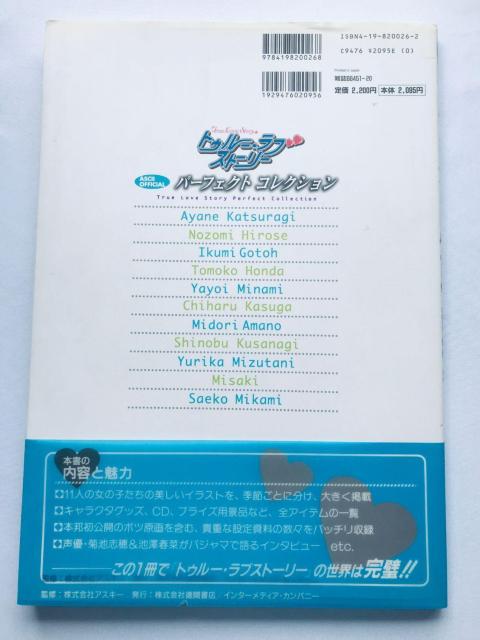 ISBN4-19-820026-2
C9476 ¥2095E (0)
9784198200268
1929476020956
Printed in Japan
雑誌66451-20
定価 2,200円 本体 2,095円
True Love Story
トゥルー・ラブ
ストーリー
ASCII
OFFICIAL
パーフェクト コレクション
True Love Story Perfect Collection
Ayane Katsuragi
Nozomi Hirose
Ikumi Gotoh
Tomoko Honda
Yayoi Minami
Chiharu Kasuga
Midori Amano
Shinobu Kusanagi
Yurika Mizutani
Misaki
Saeko Mikami
本書の
内容と魅力
11人の女の子たちの美しいイラストを、季節ごとに分け、大きく掲載
キャラクタグッズ、CD、プライズ用景品など、全アイテムの一覧
本邦初公開のボツ原画を含む、貴重な設定資料の数々をバッチリ収録
声優・菊池志穂&池澤春菜がパジャマで語るインタビュー etc.
この1冊で「トゥルー・ラブストーリー」の世界は完璧!!
監修:株式会社アスキー/発行:株式会社徳間書店/インターメディア・カンパニー